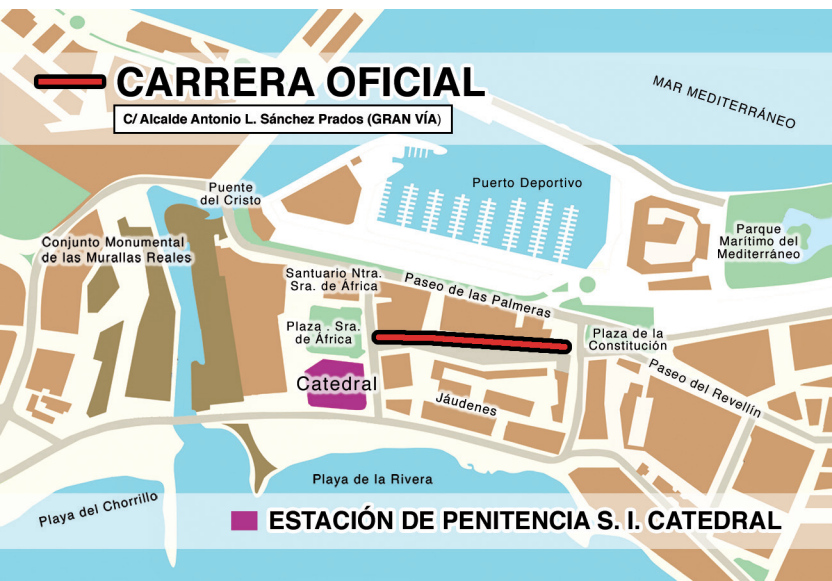 CARRERA OFICIAL
C/ Alcalde Antonio L. Sánchez Prados (GRAN VÍA)
MAR MEDITERRÁNEO
Puente
del Cristo
Puerto Deportivo
Conjunto Monumental
de las Murallas Reales
Parque
Marítimo del
Mediterráneo
Santuario Ntra.
Sra. de África
Paseo de las Palmeras
Plaza . Sra.
de África
Plaza de la
Constitución
Catedral
Jáudenes
Paseo del Revellín
Playa de la Rivera
Playa del Chorrillo
ESTACIÓN DE PENITENCIA S. I. CATEDRAL